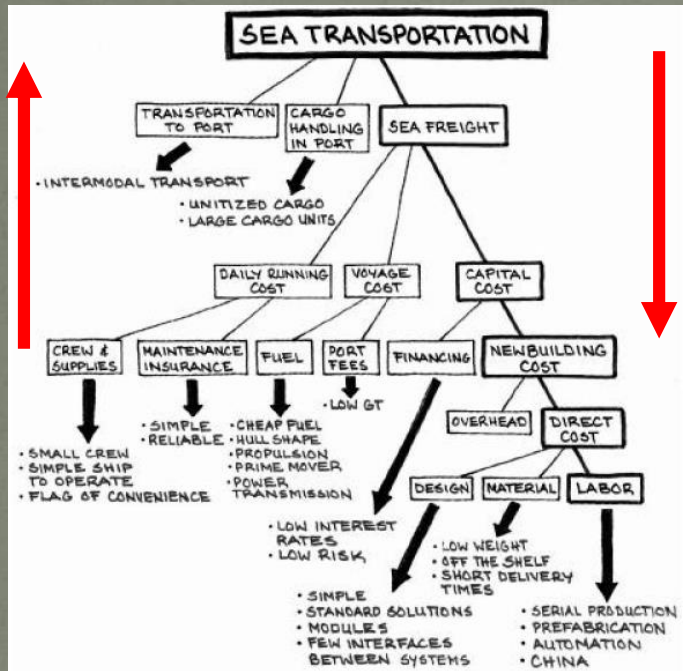 SEA TRANSPORTATION
TRANSPORTATION
TO PORT
CARGO
HANDLING
IN PORT
SEA FREIGHT
• INTERMODAL TRANSPORT
• UNITIZED CARGO
• LARGE CARGO UNITS
DAILY RUNNING
COST
VOYAGE
COST
CAPITAL
COST
CREW &
SUPPLIES
MAINTENANCE
INSURANCE
FUEL
PORT
FEES
FINANCING
NEWBUILDING
COST
• LOW GT
OVERHEAD
DIRECT
COST
• SIMPLE
• RELIABLE
• CHEAP FUEL
• HULL SHAPE
• PROPULSION
• PRIME MOVER
• POWER
TRANSMISSION
• SMALL CREW
• SIMPLE SHIP
TO OPERATE
• FLAG OF CONVENIENCE
DESIGN
MATERIAL
LABOR
• LOW INTEREST
RATES
• LOW RISK
• LOW WEIGHT
• OFF THE SHELF
• SHORT DELIVERY
TIMES
• SIMPLE
• STANDARD SOLUTIONS
• MODULES
• FEW INTERFACES
BETWEEN SYSTEMS
• SERIAL PRODUCTION
• PREFABRICATION
• AUTOMATION
• CHINA